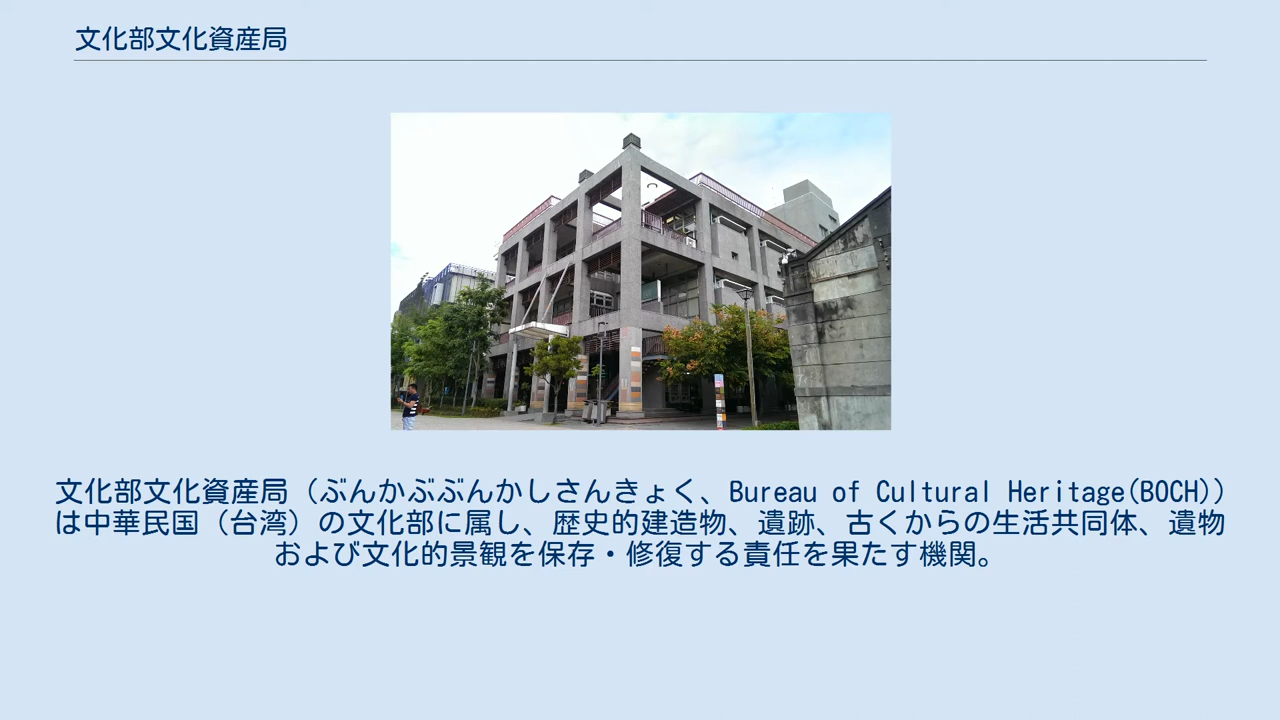 文化部文化資産局
文化部文化資産局（ぶんかぶぶんかしさんきょく、Bureau of Cultural Heritage(BOCH)）
は中華民国（台湾）の文化部に属し、歴史的建造物、遺跡、古くからの生活共同体、遺物
および文化的景観を保存・修復する責任を果たす機関。